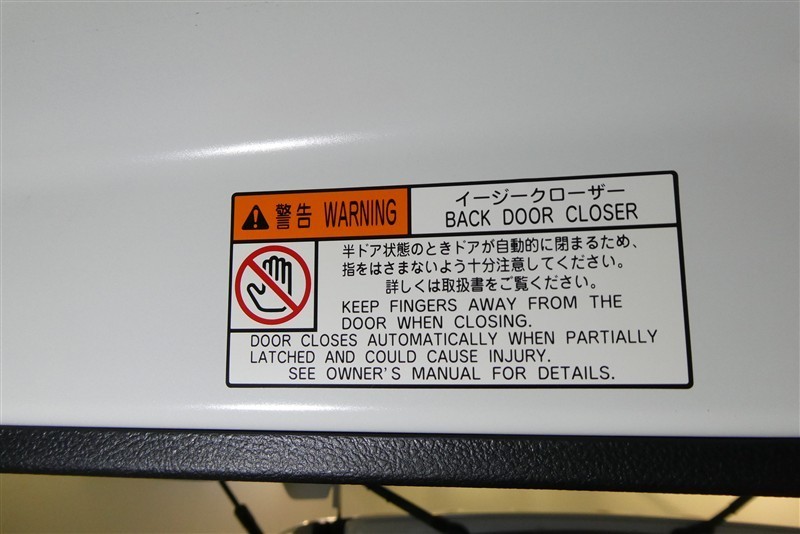 警告 WARNING
イージークローザー
BACK DOOR CLOSER
半ドア状態のときドアが自動的に閉まるため、
指をはさまないよう十分注意してください。
詳しくは取扱書をご覧ください。
KEEP FINGERS AWAY FROM THE
DOOR WHEN CLOSING.
DOOR CLOSES AUTOMATICALLY WHEN PARTIALLY
LATCHED AND COULD CAUSE INJURY.
SEE OWNER'S MANUAL FOR DETAILS.